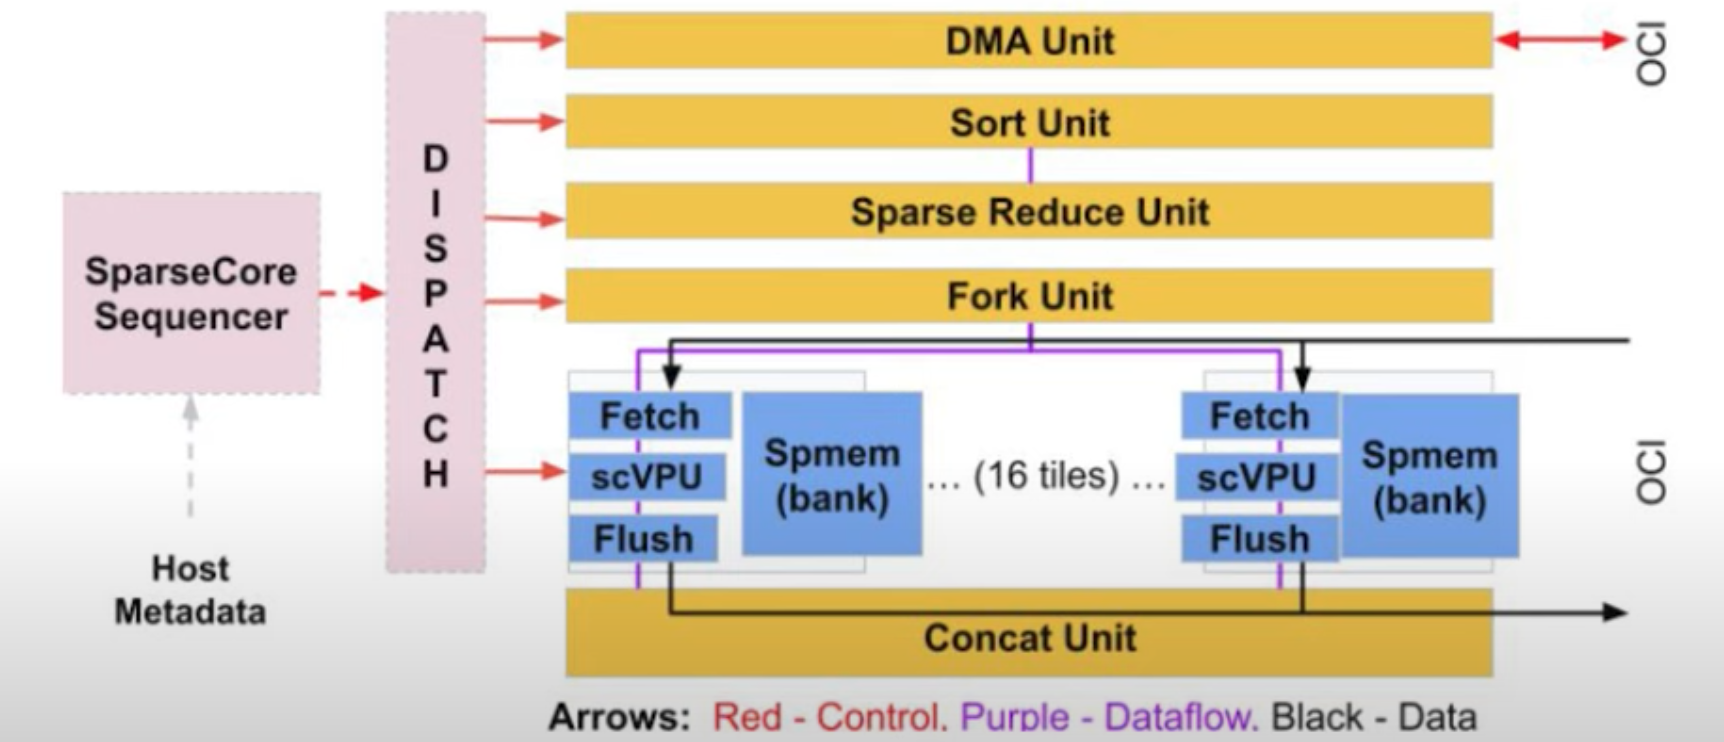 DMA Unit
OCI
Sort Unit
Sparse Reduce Unit
Fork Unit
DISPATCH
SparseCore
Sequencer
Host
Metadata
Fetch
scVPU
Flush
Spmem
(bank)
... (16 tiles) ...
Fetch
scVPU
Flush
Spmem
(bank)
OCI
Concat Unit
Arrows: Red - Control. Purple - Dataflow. Black - Data